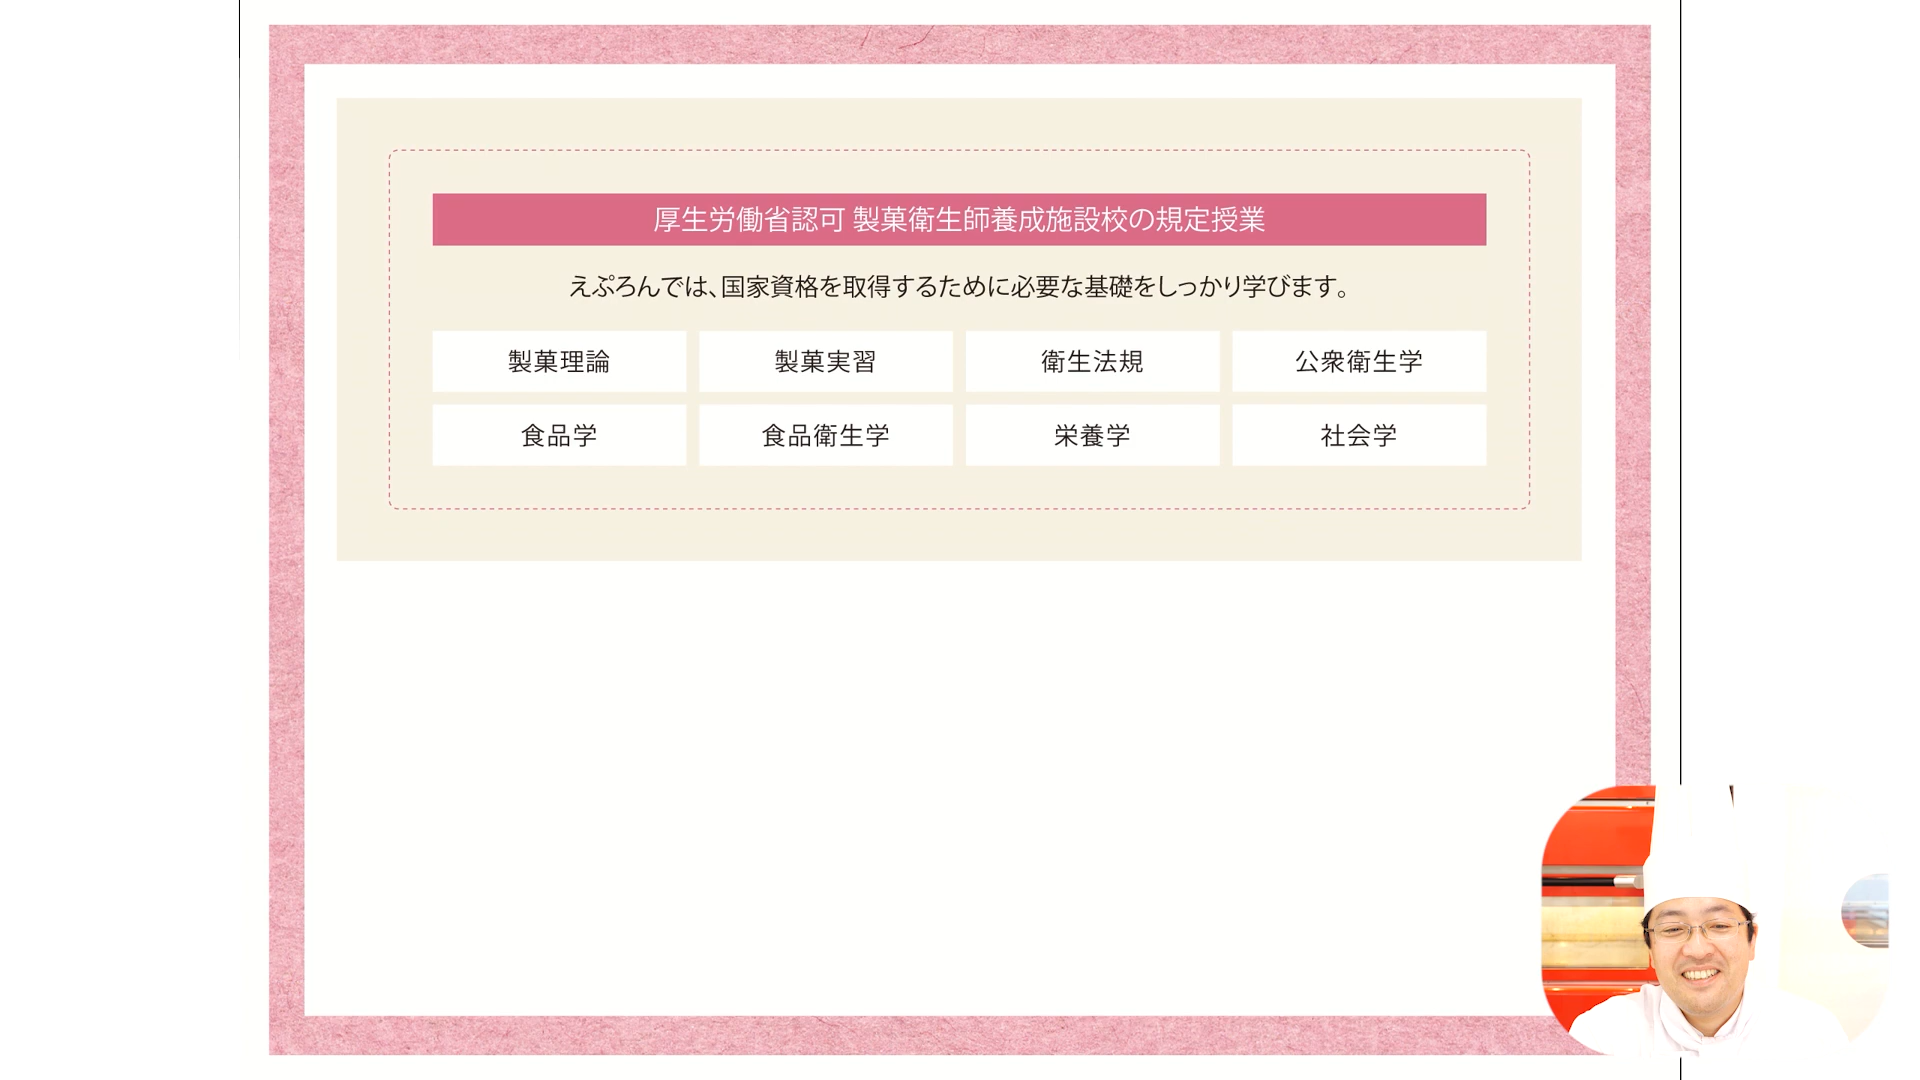 厚生労働省認可 製菓衛生師養成施設校の規定授業
えぷろんでは、国家資格を取得するために必要な基礎をしっかり学びます。
製菓理論
製菓実習
衛生法規
公衆衛生学
食品学
食品衛生学
栄養学
社会学